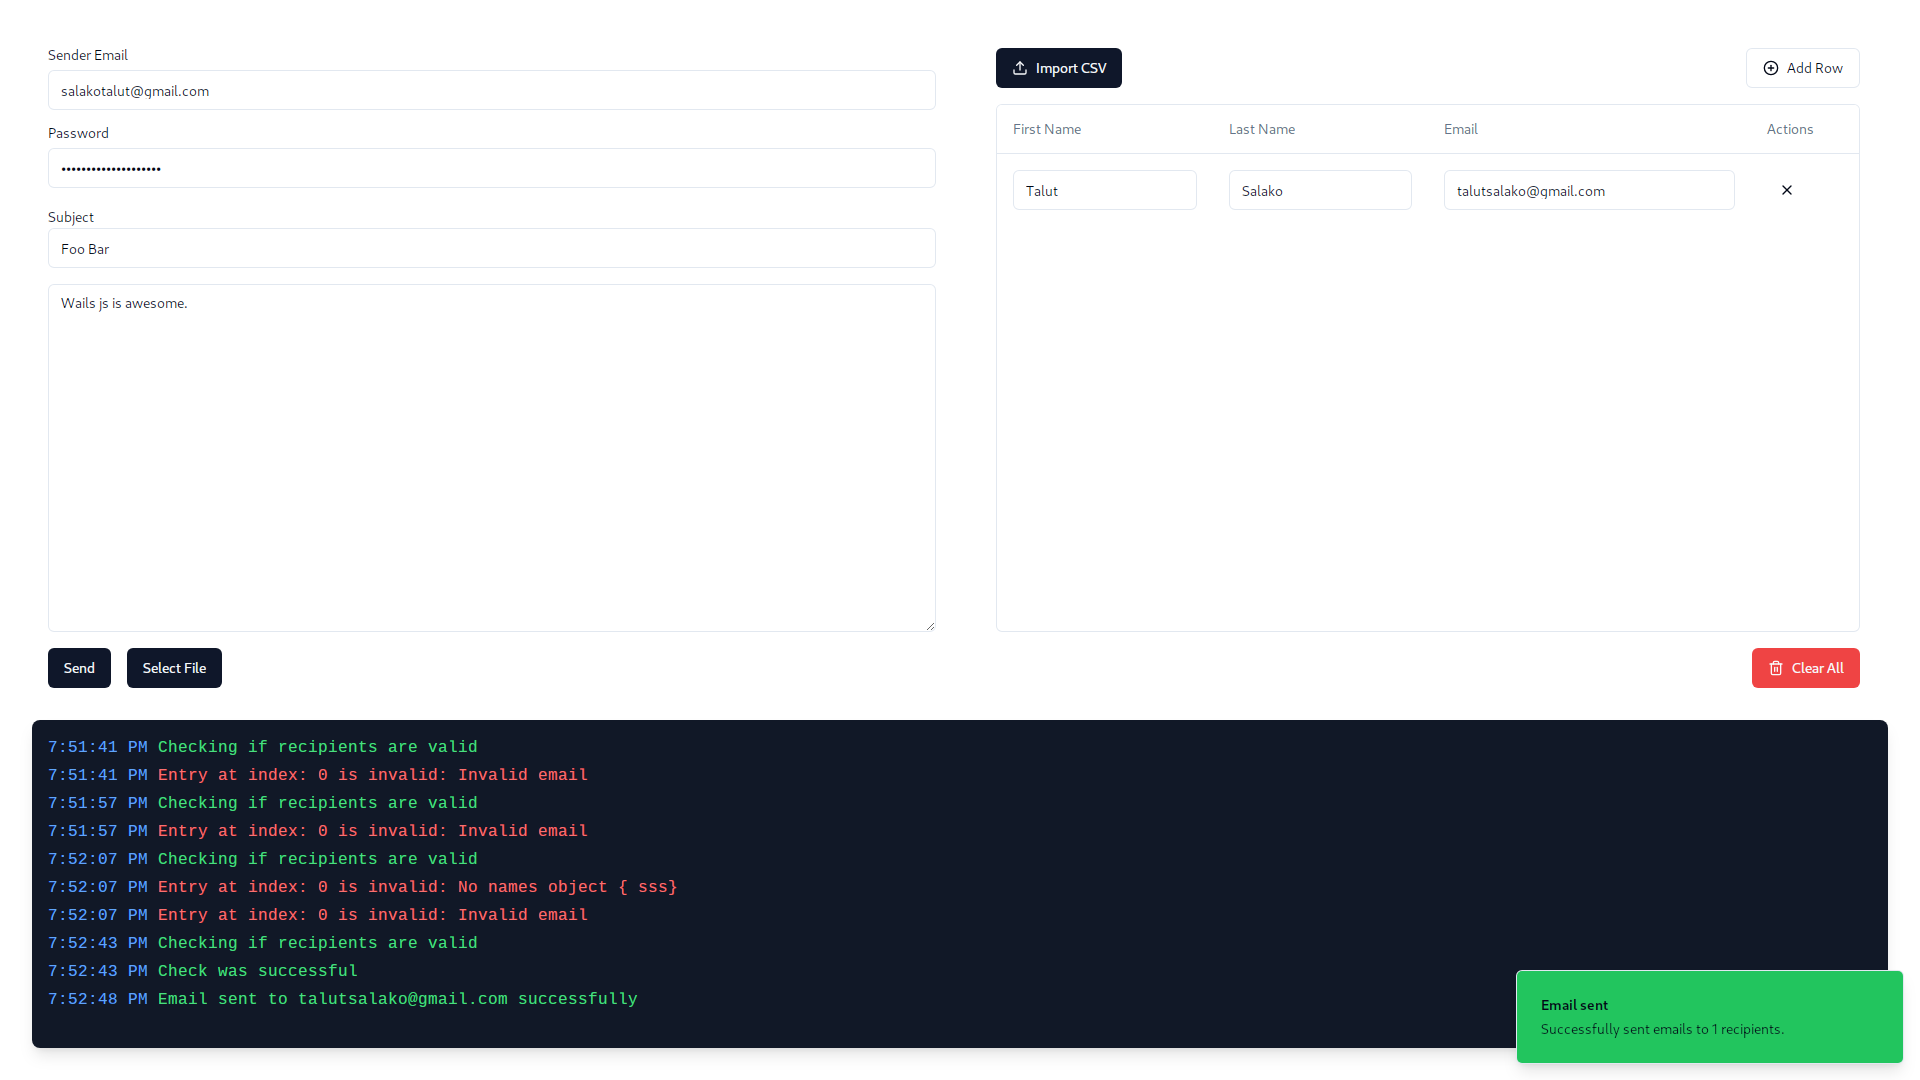 Sender Email
salakotalut@gmail.com
Password
••••••••••••••••••••
Subject
Foo Bar
Wails js is awesome.
Send
Select File
Import CSV
Add Row
First Name Last Name Email Actions
Talut Salako talutsalako@gmail.com
Clear All
7:51:41 PM Checking if recipients are valid
7:51:41 PM Entry at index: 0 is invalid: Invalid email
7:51:57 PM Checking if recipients are valid
7:51:57 PM Entry at index: 0 is invalid: Invalid email
7:52:07 PM Checking if recipients are valid
7:52:07 PM Entry at index: 0 is invalid: No names object { sss}
7:52:07 PM Entry at index: 0 is invalid: Invalid email
7:52:43 PM Checking if recipients are valid
7:52:43 PM Check was successful
7:52:48 PM Email sent to talutsalako@gmail.com successfully
Email sent
Successfully sent emails to 1 recipients.